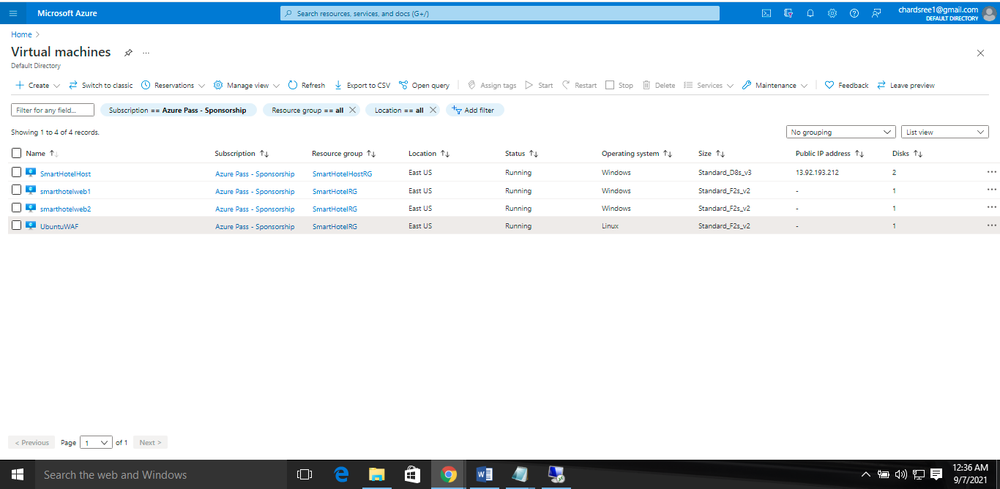 Microsoft Azure
Search resources, services, and docs (G+/)
chardsree1@gmail.com
DEFAULT DIRECTORY
Home >
Virtual machines
...
Default Directory
Create Switch to classic Reservations Manage view Refresh Export to CSV Open query Assign tags Start Restart Stop Delete Services Maintenance Feedback Leave preview
Filter for any field... Subscription == Azure Pass - Sponsorship Resource group == all Location == all Add filter
Showing 1 to 4 of 4 records. No grouping List view
Name Subscription Resource group Location Status Operating system Size Public IP address Disks
SmartHotelHost Azure Pass - Sponsorship SmartHotelHostRG East US Running Windows Standard_D8s_v3 13.92.193.212 2 ...
smarthotelweb1 Azure Pass - Sponsorship SmartHotelRG East US Running Windows Standard_F2s_v2 - 1 ...
smarthotelweb2 Azure Pass - Sponsorship SmartHotelRG East US Running Windows Standard_F2s_v2 - 1 ...
UbuntuWAF Azure Pass - Sponsorship SmartHotelRG East US Running Linux Standard_F2s_v2 - 1 ...
< Previous Page 1 of 1 Next >
Search the web and Windows
12:36 AM
9/7/2021